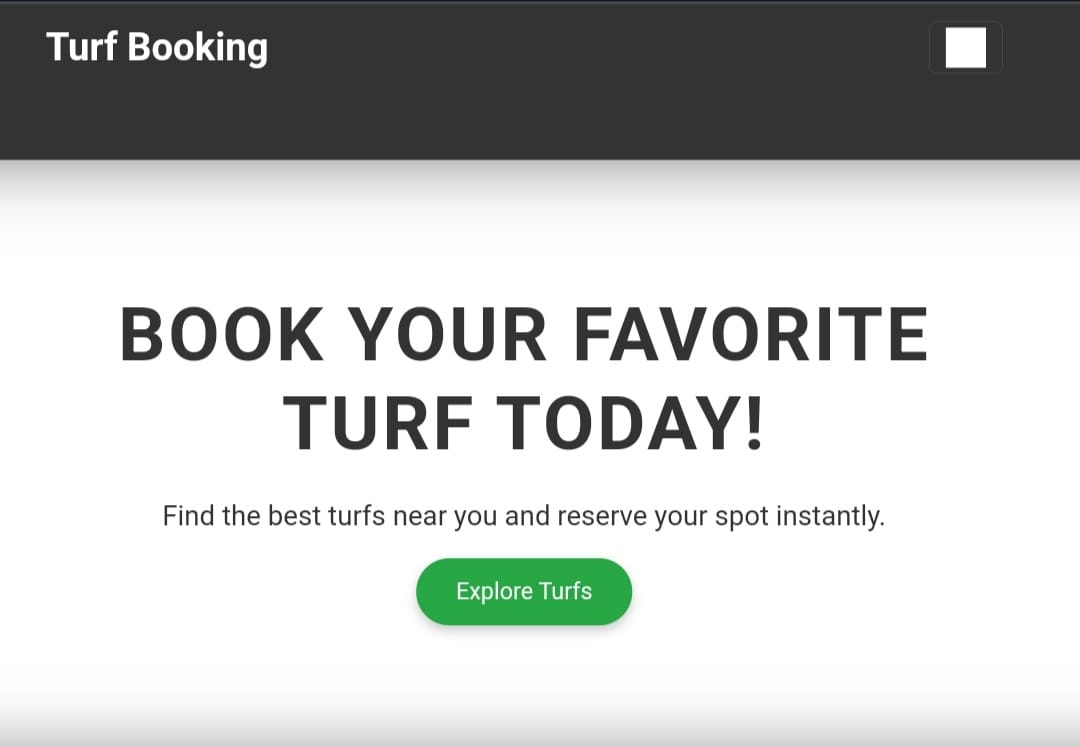 Turf Booking
BOOK YOUR FAVORITE
TURF TODAY!
Find the best turfs near you and reserve your spot instantly.
Explore Turfs